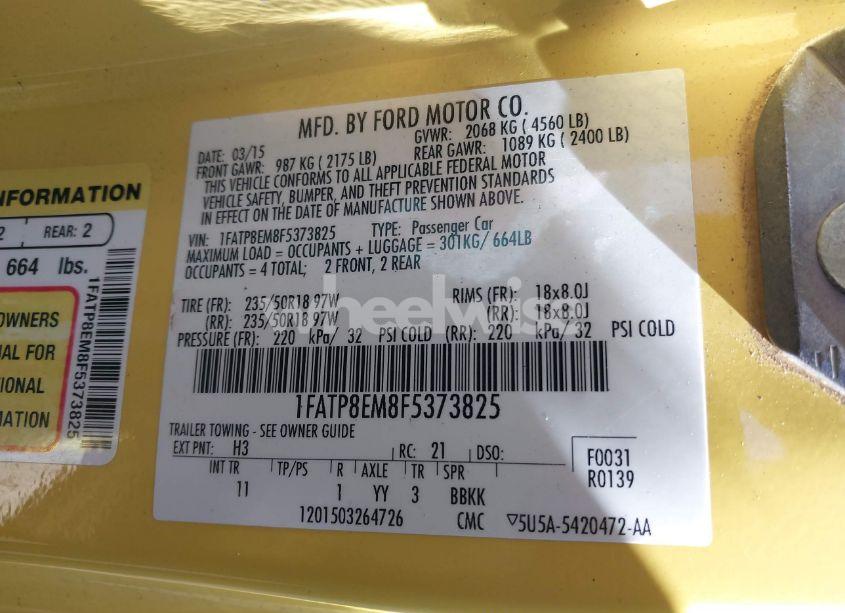 MFD. BY FORD MOTOR CO.
DATE: 03/15 GVWR: 2068 KG ( 4560 LB)
FRONT GAWR: 987 KG ( 2175 LB) REAR GAWR: 1089 KG ( 2400 LB)
THIS VEHICLE CONFORMS TO ALL APPLICABLE FEDERAL MOTOR
VEHICLE SAFETY, BUMPER, AND THEFT PREVENTION STANDARDS
IN EFFECT ON THE DATE OF MANUFACTURE SHOWN ABOVE.
VIN: 1FATP8EM8F5373825 TYPE: Passenger Car
MAXIMUM LOAD = OCCUPANTS + LUGGAGE = 301KG/ 664LB
OCCUPANTS = 4 TOTAL; 2 FRONT, 2 REAR
TIRE (FR): 235/50R18 97W RIMS (FR): 18x8.0J
(RR): 235/50R18 97W (RR): 18x8.0J
PRESSURE (FR): 220 kPa/ 32 PSI COLD (RR): 220 kPa/ 32 PSI COLD
1FATP8EM8F5373825
TRAILER TOWING - SEE OWNER GUIDE
EXT PNT: H3 RC: 21 DSO:
F0031
R0139
INT TR TP/PS R AXLE TR SPR
11 1 YY 3 BBKK
1201503264726 CMC ▽5U5A-5420472-AA
INFORMATION
2 REAR: 2
664 lbs.
OWNERS
FOR
1FATP8EM8F5373825
heelwise